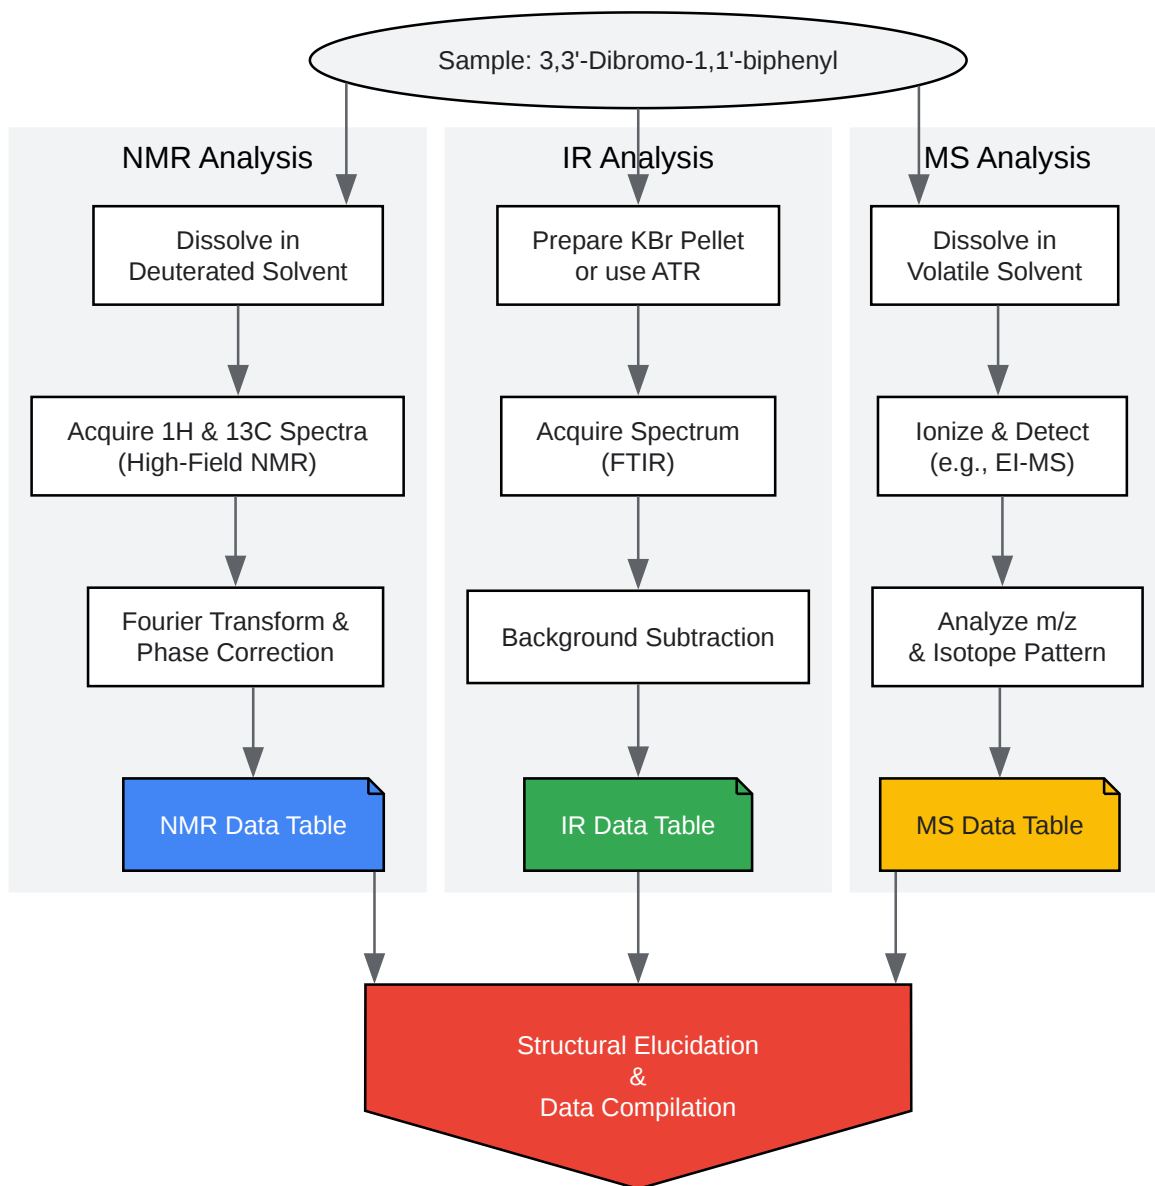 Sample: 3,3'-Dibromo-1,1'-biphenyl
NMR Analysis
Dissolve in
Deuterated Solvent
Acquire 1H & 13C Spectra
(High-Field NMR)
Fourier Transform &
Phase Correction
NMR Data Table
IR Analysis
Prepare KBr Pellet
or use ATR
Acquire Spectrum
(FTIR)
Background Subtraction
IR Data Table
MS Analysis
Dissolve in
Volatile Solvent
Ionize & Detect
(e.g., EI-MS)
Analyze m/z
& Isotope Pattern
MS Data Table
Structural Elucidation
&
Data Compilation